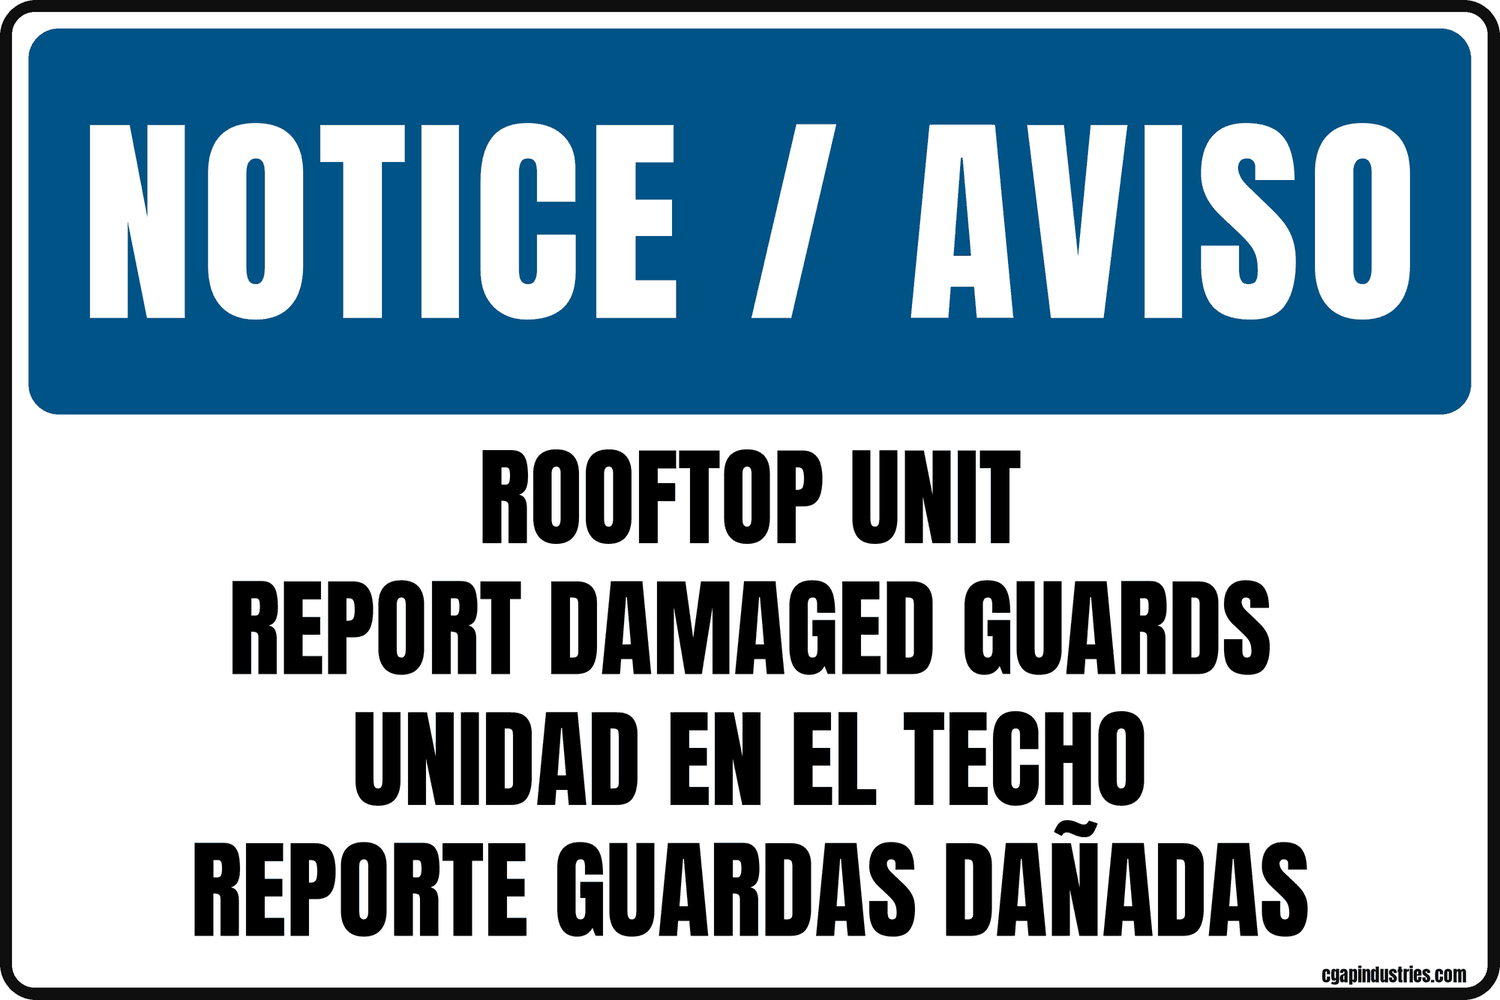 NOTICE / AVISO
ROOFTOP UNIT
REPORT DAMAGED GUARDS
UNIDAD EN EL TECHO
REPORTE GUARDAS DAÑADAS
cgapindustries.com